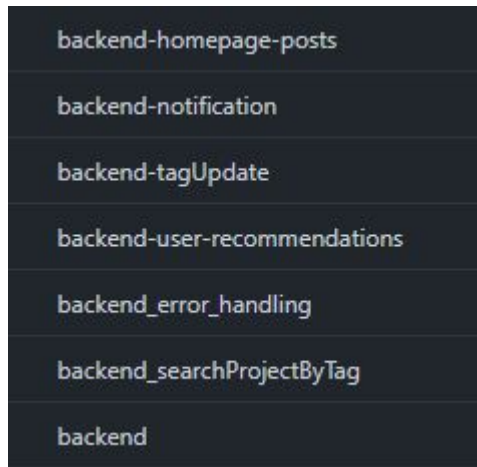 backend-homepage-posts
backend-notification
backend-tagUpdate
backend-user-recommendations
backend_error_handling
backend_searchProjectByTag
backend